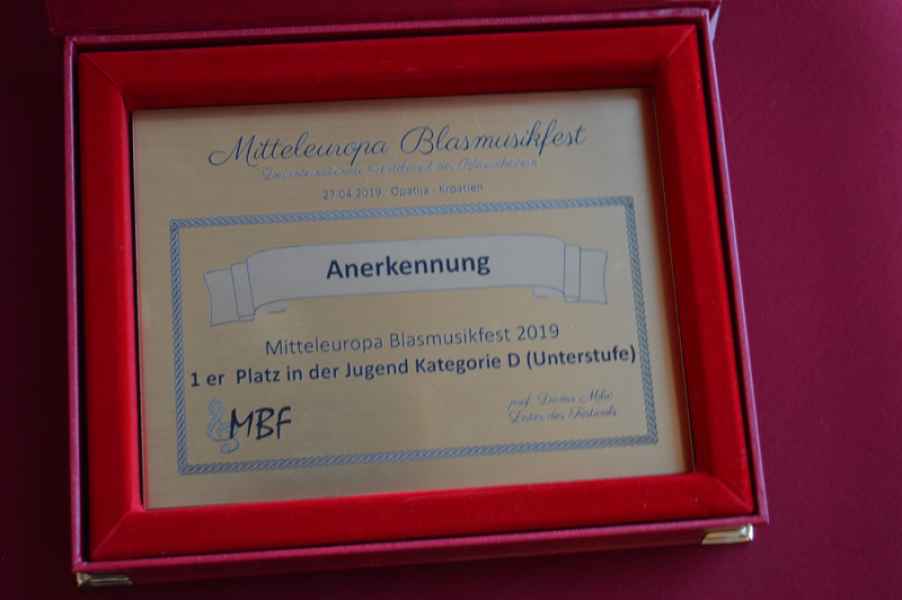 Mitteleuropa Blasmusikfest
27.04.2019. Opatija - Kroatien
Anerkennung
Mitteleuropa Blasmusikfest 2019
1 er Platz in der Jugend Kategorie D (Unterstufe)
MBF
prof.
Leiter des Festivals